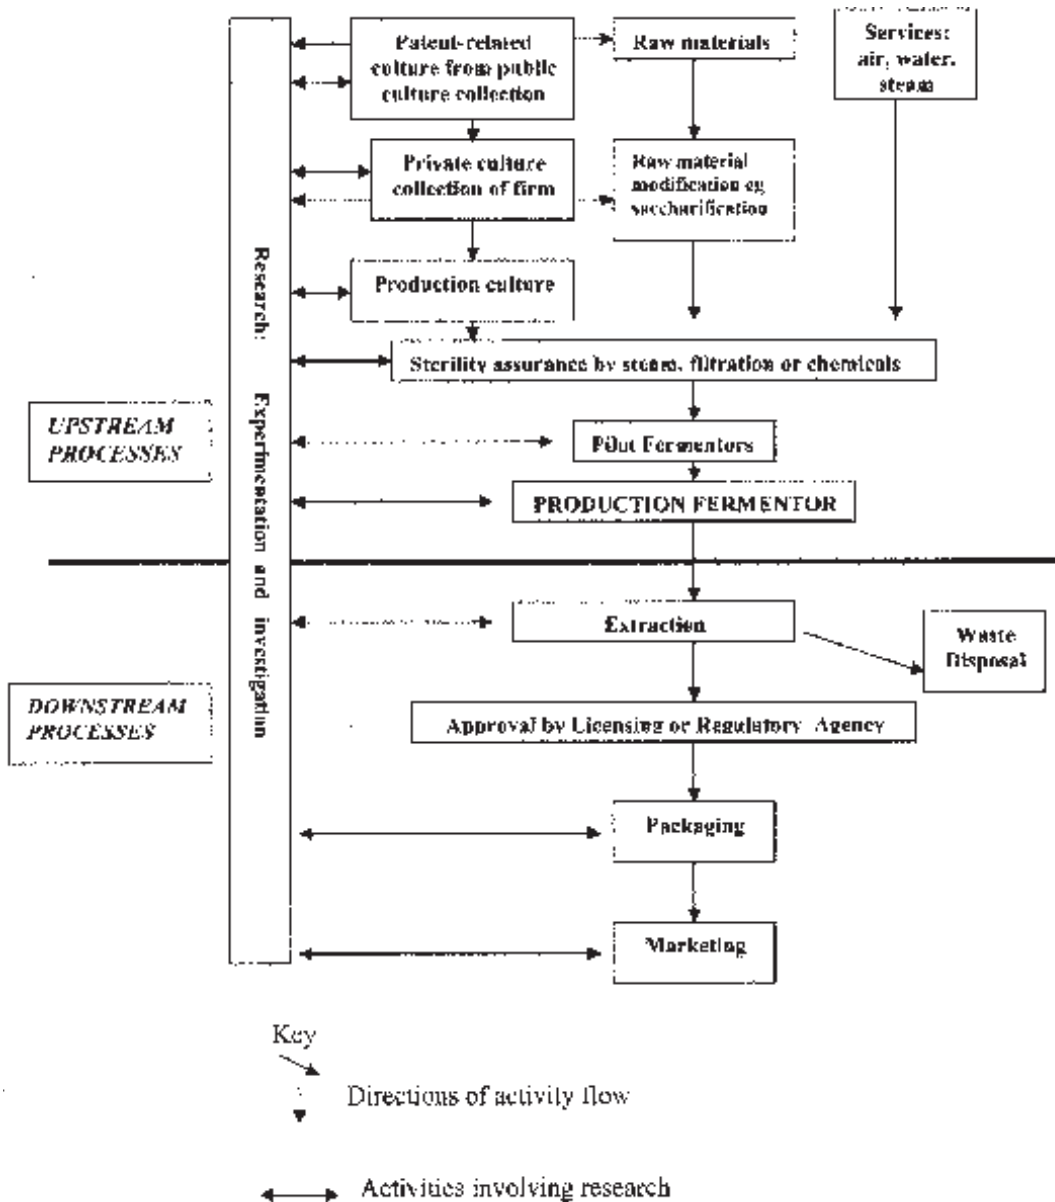 Patent-related
culture from public
culture collection
Raw materials
Services:
air, water,
steam
Private culture
collection of firm
Raw material
modification eg
saccharification
Production culture
Sterility assurance by steam, filtration or chemicals
UPSTREAM
PROCESSES
Pilot Fermentors
PRODUCTION FERMENTOR
Research: Experimentation and investigation
Extraction
Waste
Disposal
DOWNSTREAM
PROCESSES
Approval by Licensing or Regulatory Agency
Packaging
Marketing
Key
Directions of activity flow
Activities involving research